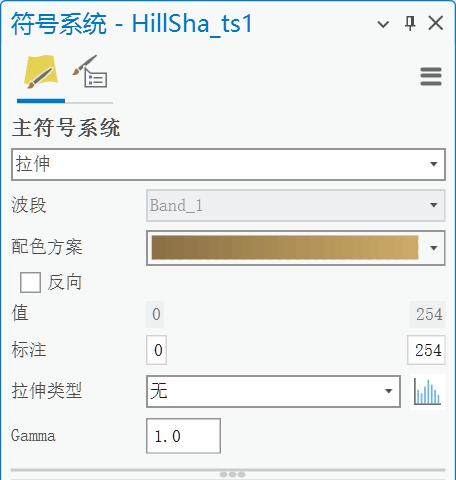 符号系统 - HillSha_ts1
主符号系统
拉伸
波段 Band_1
配色方案
反向
值 0 254
标注 0 254
拉伸类型 无
Gamma 1.0